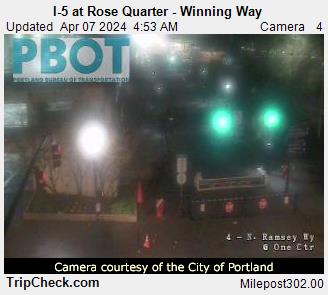 I-5 at Rose Quarter - Winning Way
Updated Apr 07 2024 4:53 AM Camera 4
PBOT
PORTLAND BUREAU OF TRANSPORTATION
4 - N. Ramsey Wy
@ One Ctr
Camera courtesy of the City of Portland
TripCheck.com Milepost302.00